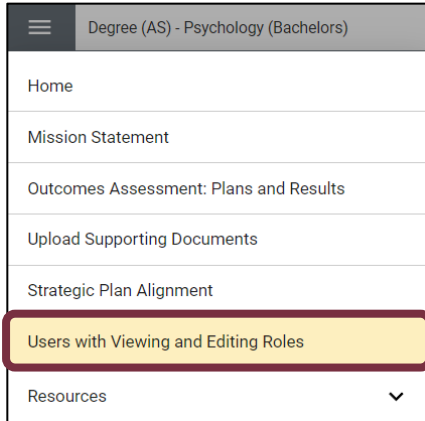 Degree (AS) - Psychology (Bachelors)
Home
Mission Statement
Outcomes Assessment: Plans and Results
Upload Supporting Documents
Strategic Plan Alignment
Users with Viewing and Editing Roles
Resources